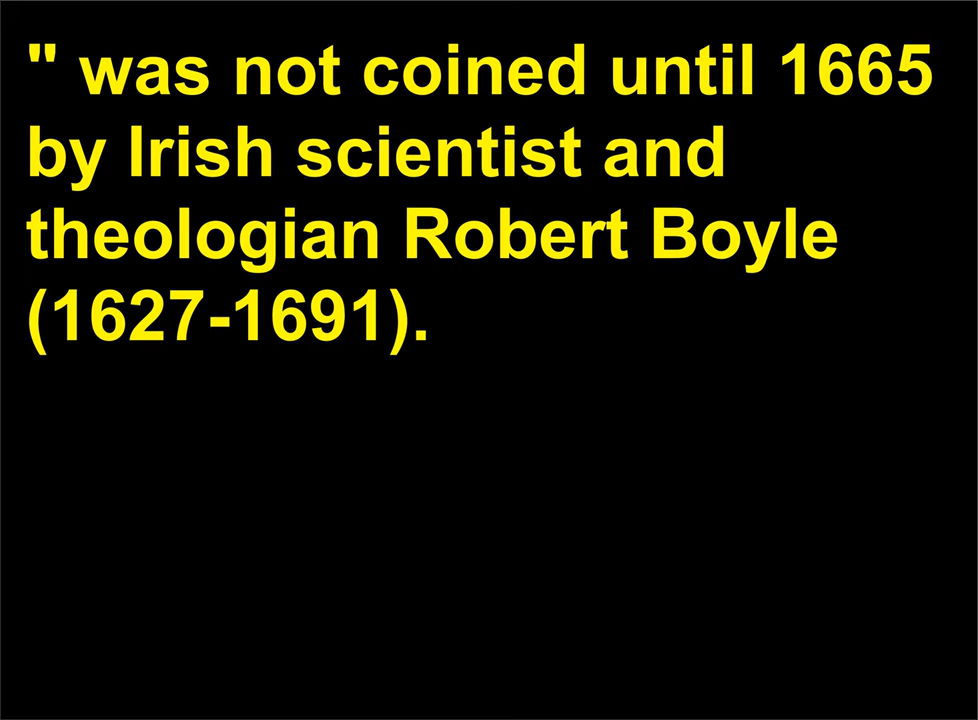 " was not coined until 1665
by Irish scientist and
theologian Robert Boyle
(1627-1691).